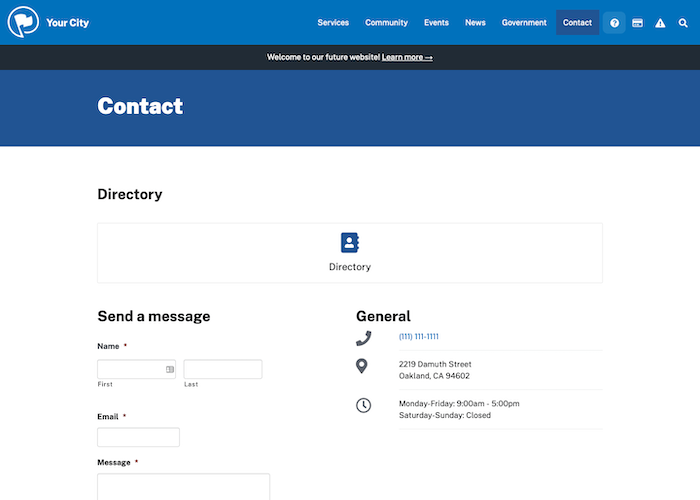 Your City
Services Community Events News Government Contact
Welcome to our future website! Learn more →
Contact
Directory
Directory
Send a message
Name *
First Last
Email *
Message *
General
(111) 111-1111
2219 Damuth Street
Oakland, CA 94602
Monday-Friday: 9:00am - 5:00pm
Saturday-Sunday: Closed